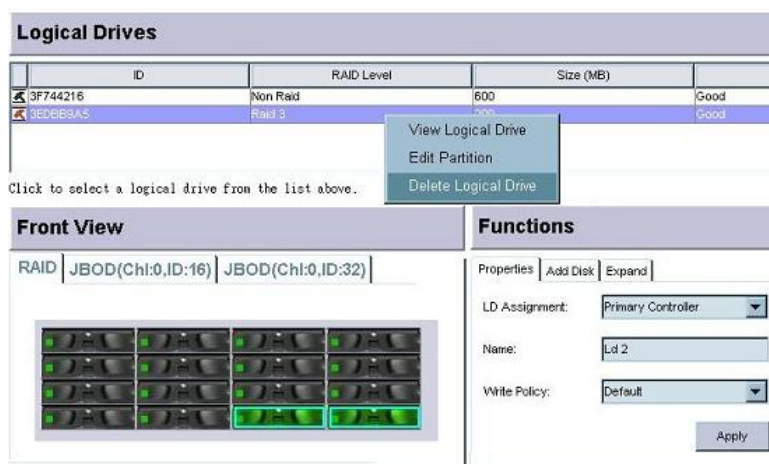 Logical Drives
ID RAID Level Size (MB)
3F744216 Non Raid 600 Good
3EDBB9A5 Raid 3 200 Good
View Logical Drive
Edit Partition
Delete Logical Drive
Click to select a logical drive from the list above.
Front View
RAID JBOD(Chl:0,ID:16) JBOD(Chl:0,ID:32)
Functions
Properties Add Disk Expand
LD Assignment: Primary Controller
Name: Ld 2
Write Policy: Default
Apply